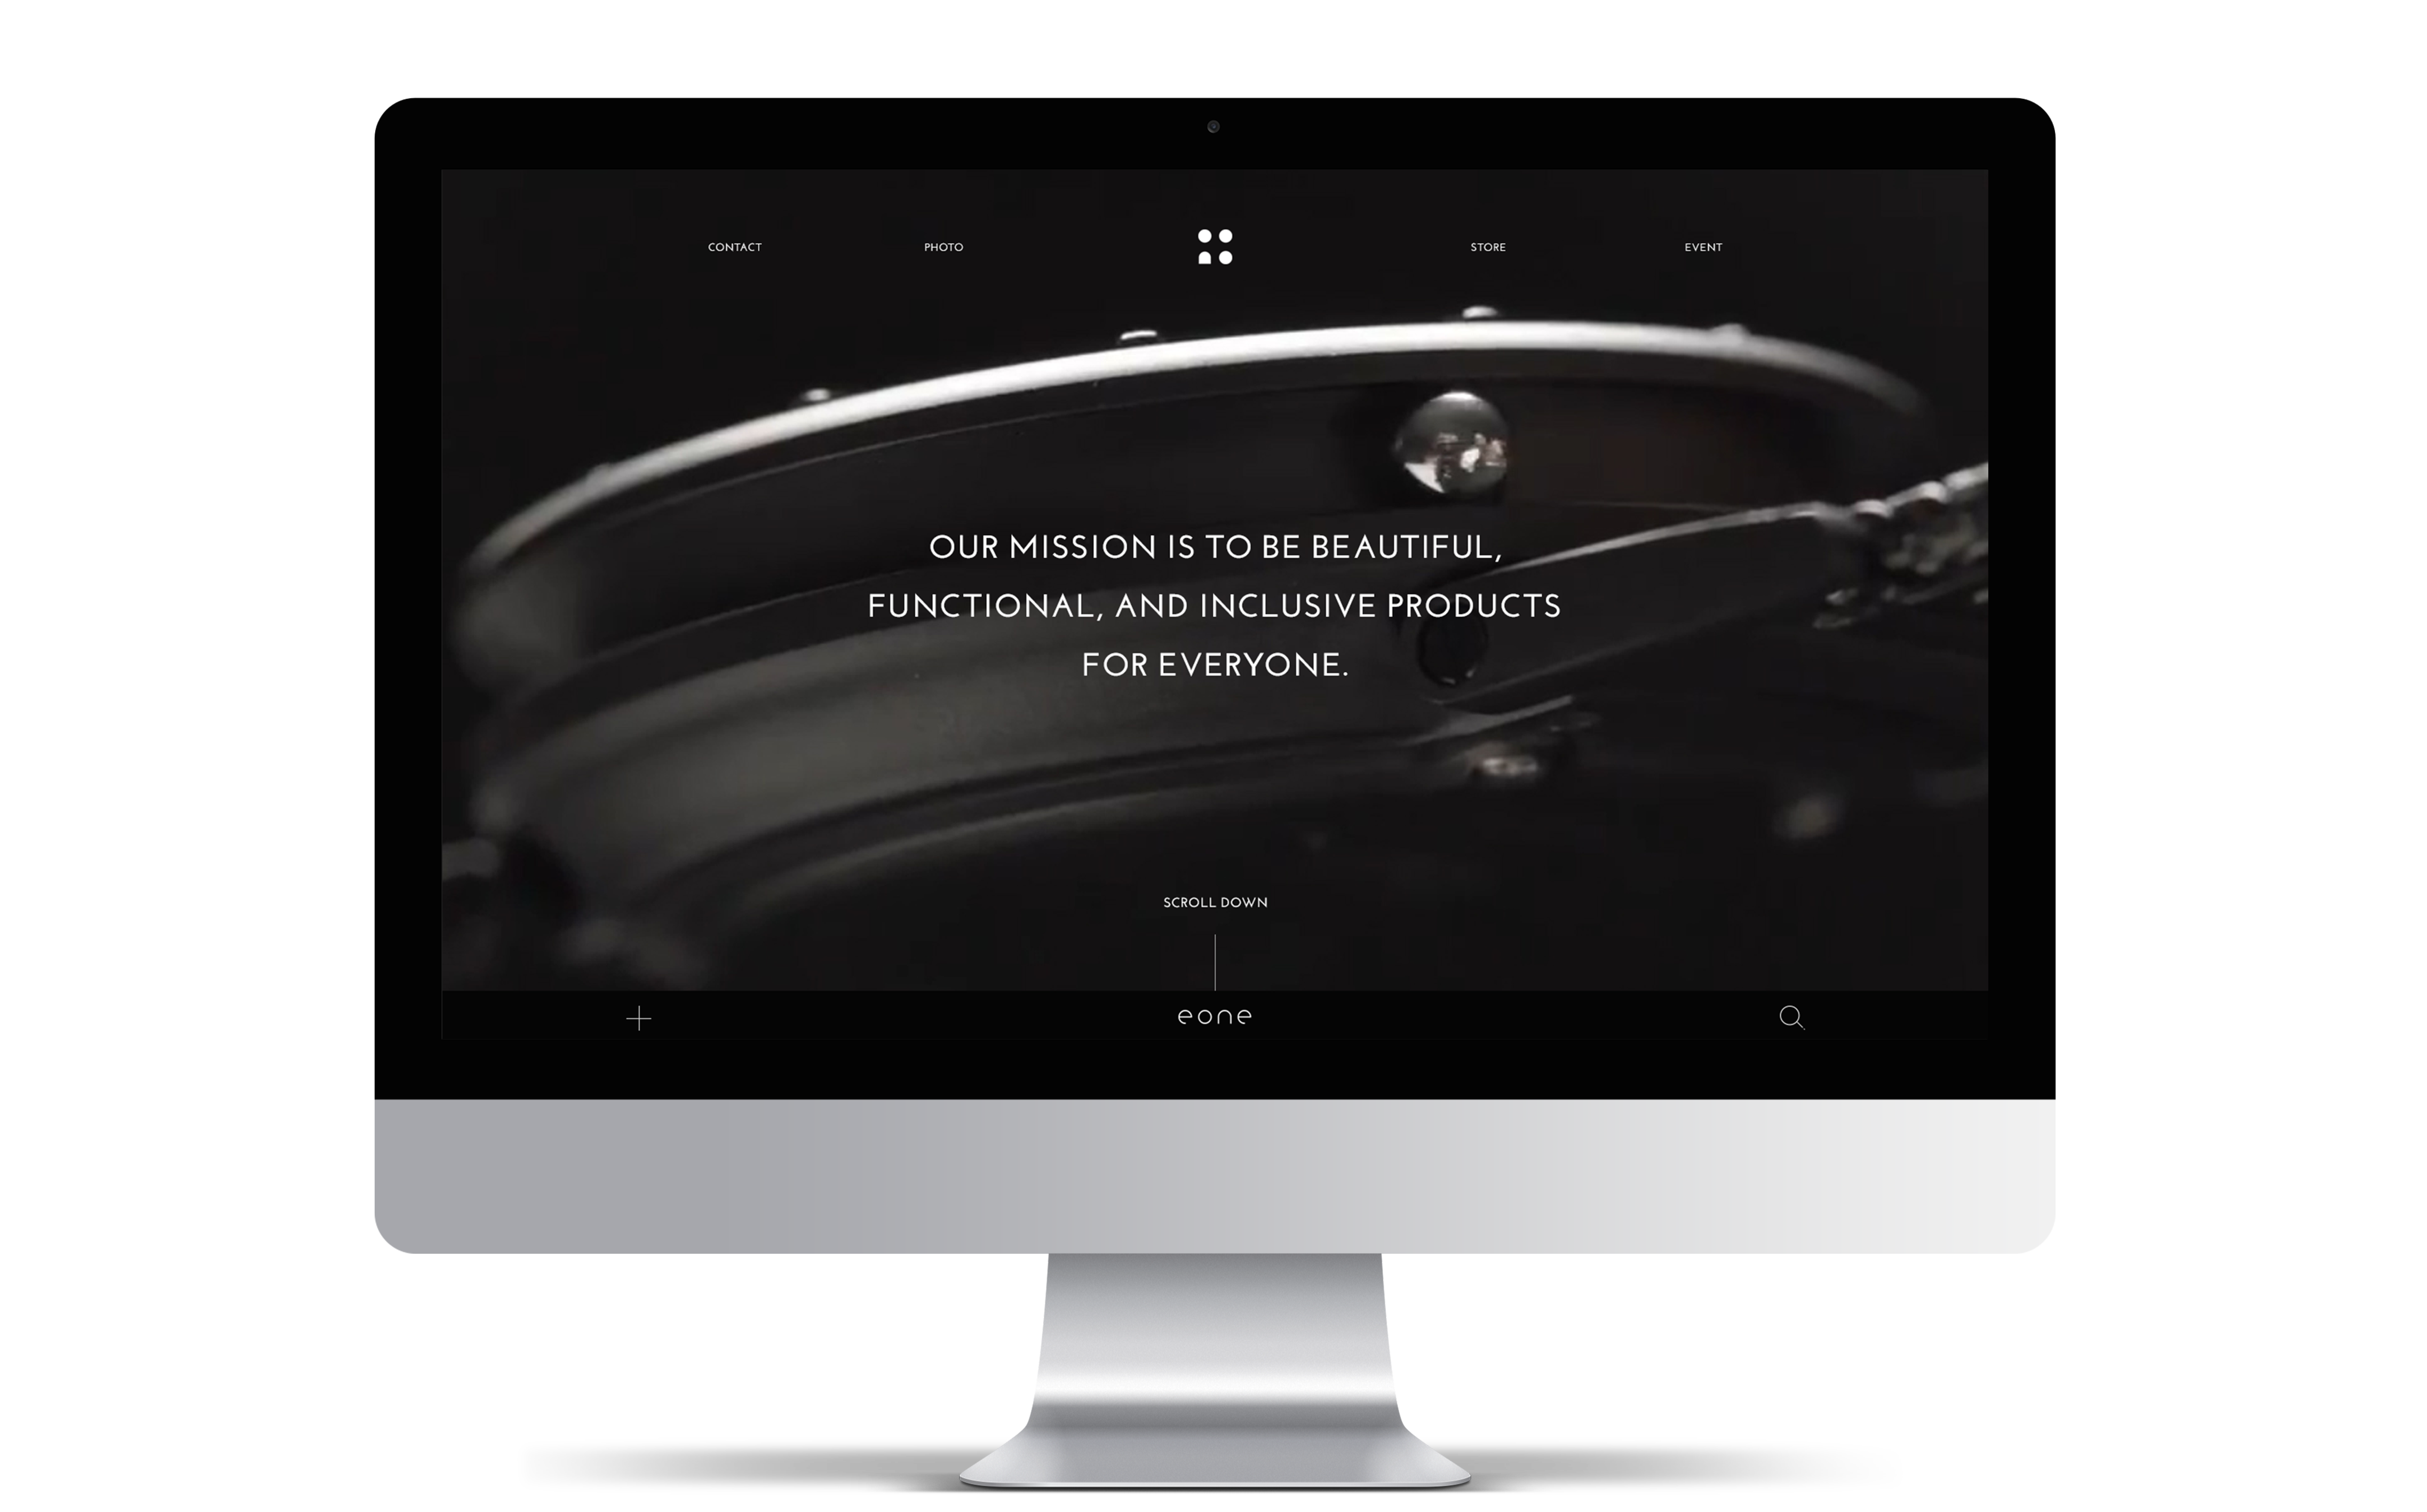 CONTACT
PHOTO
STORE
EVENT
OUR MISSION IS TO BE BEAUTIFUL,
FUNCTIONAL, AND INCLUSIVE PRODUCTS
FOR EVERYONE.
SCROLL DOWN
eone